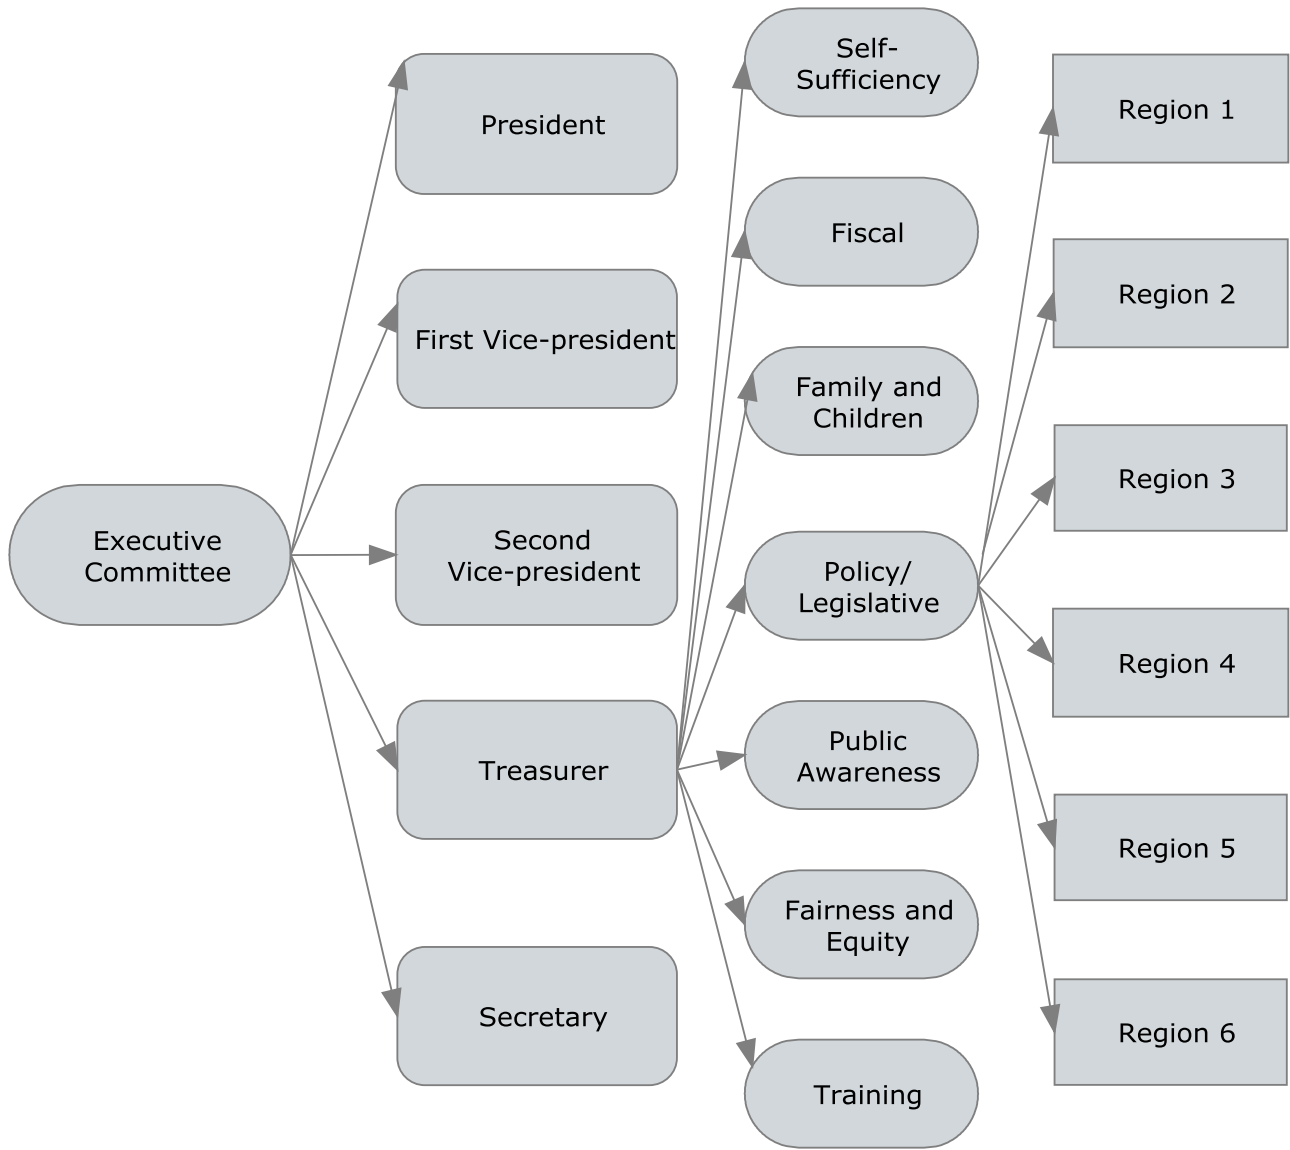 Executive
Committee
President
First Vice-president
Second
Vice-president
Treasurer
Secretary
Self-
Sufficiency
Fiscal
Family and
Children
Policy/
Legislative
Public
Awareness
Fairness and
Equity
Training
Region 1
Region 2
Region 3
Region 4
Region 5
Region 6